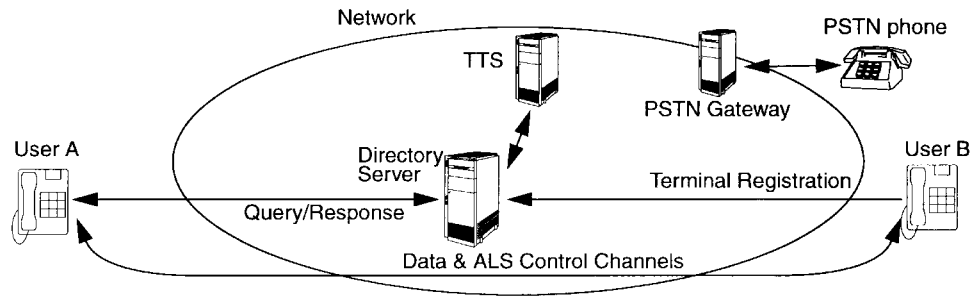 Network
PSTN phone
TTS
PSTN Gateway
User A
Directory
Server
User B
Terminal Registration
Query/Response
Data & ALS Control Channels